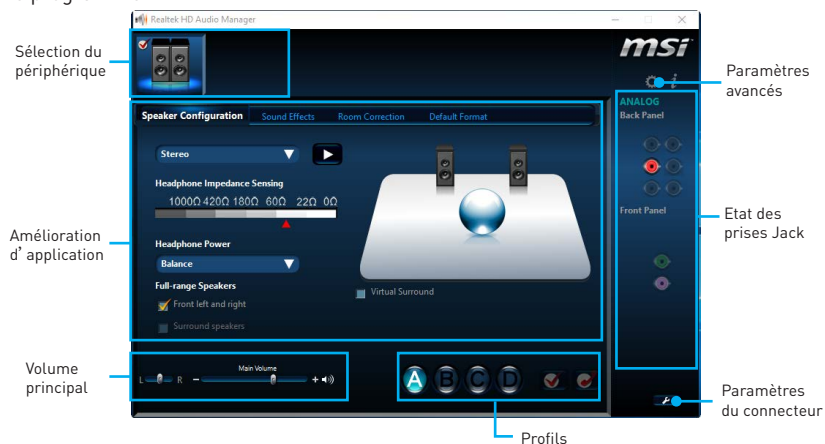 Realtek HD Audio Manager
msi
Sélection du
périphérique
Paramètres
avancés
ANALOG
Back Panel
Speaker Configuration
Sound Effects
Room Correction
Default Format
Stereo
Headphone Impedance Sensing
1000Ω 420Ω 180Ω 60Ω 22Ω 0Ω
Front Panel
Etat des
prises Jack
Amélioration
d'application
Headphone Power
Balance
Full-range Speakers
Front left and right
Surround speakers
Virtual Surround
Volume
principal
Main Volume
L R - +
A B C D
Paramètres
du connecteur
Profils